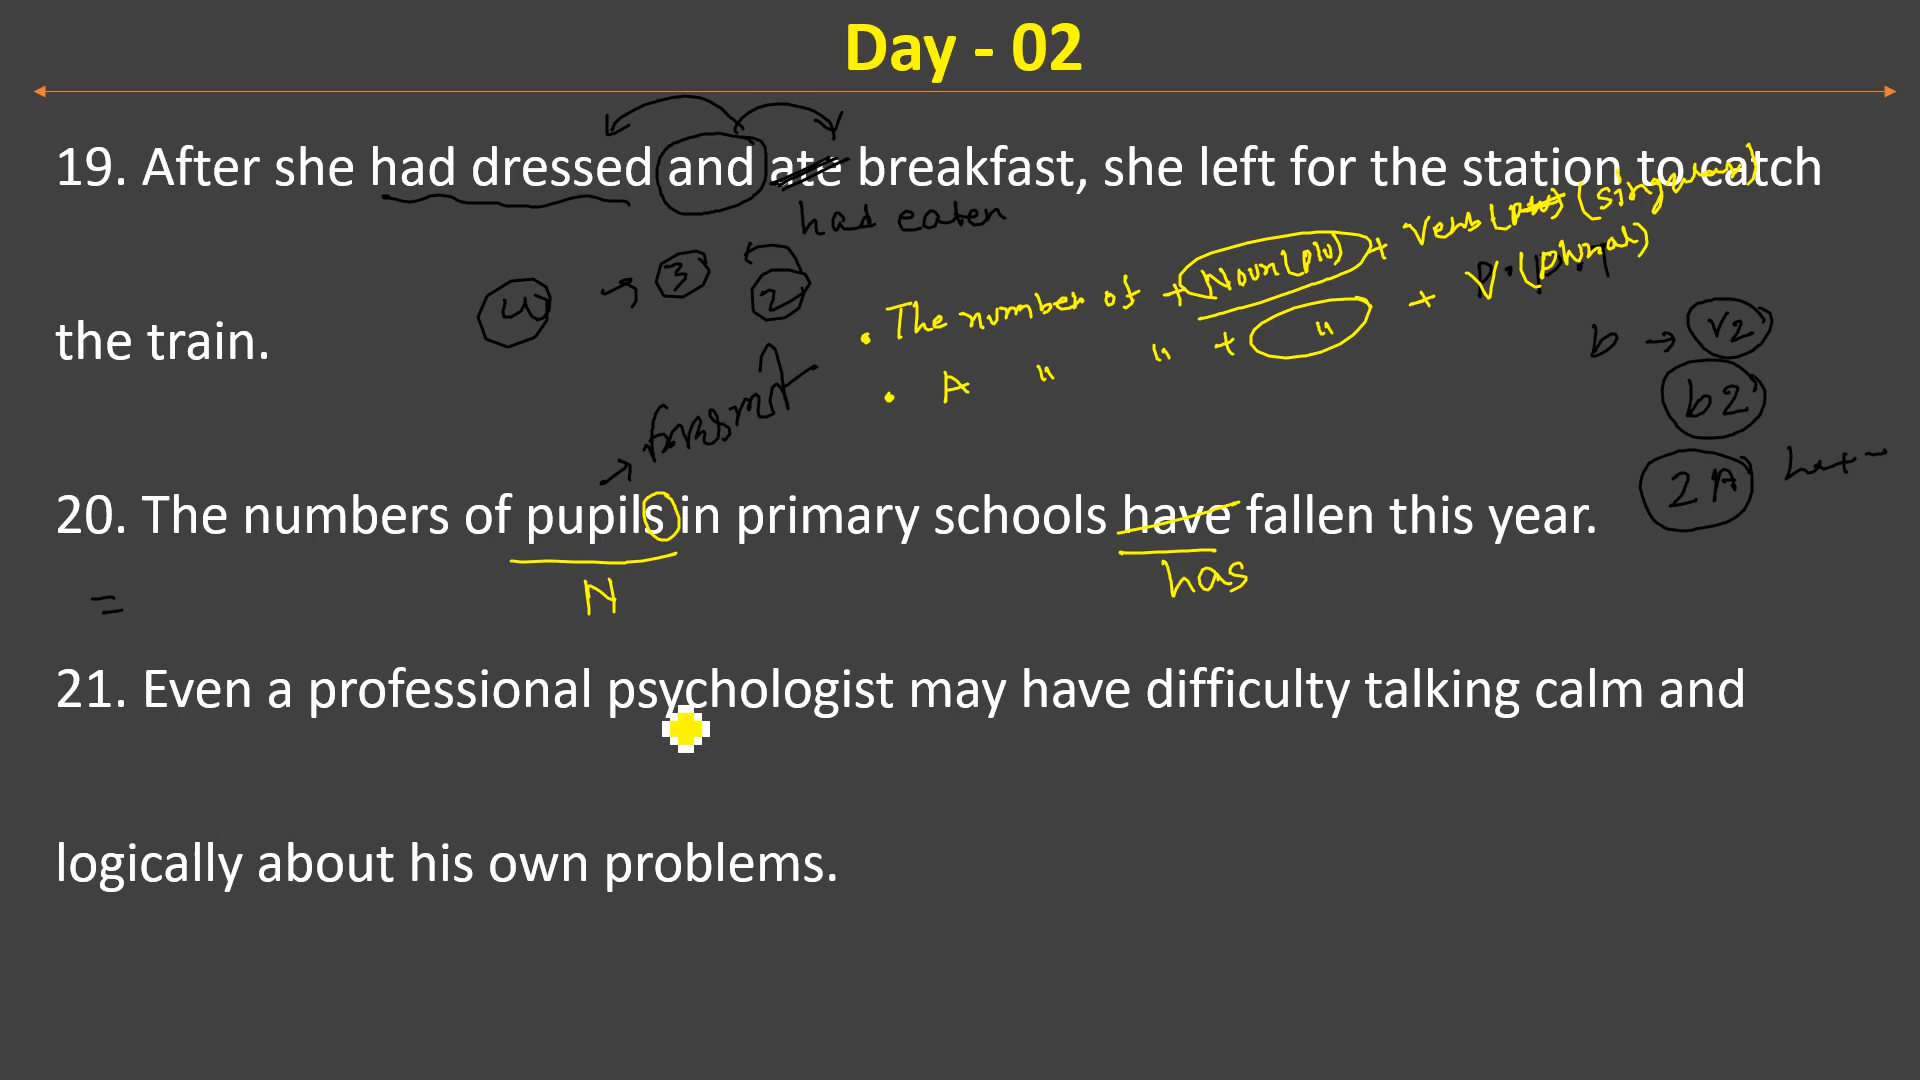 Day - 02
19. After she had dressed and ate breakfast, she left for the station to catch
had eaten
• The number of + Noun (plu) + Verb (plu) (singular)
• A " " + " + V (plural)
3
2
the train.
b → V2
b2
2A
20. The numbers of pupils in primary schools have fallen this year.
N
has
=
21. Even a professional psychologist may have difficulty talking calm and
logically about his own problems.